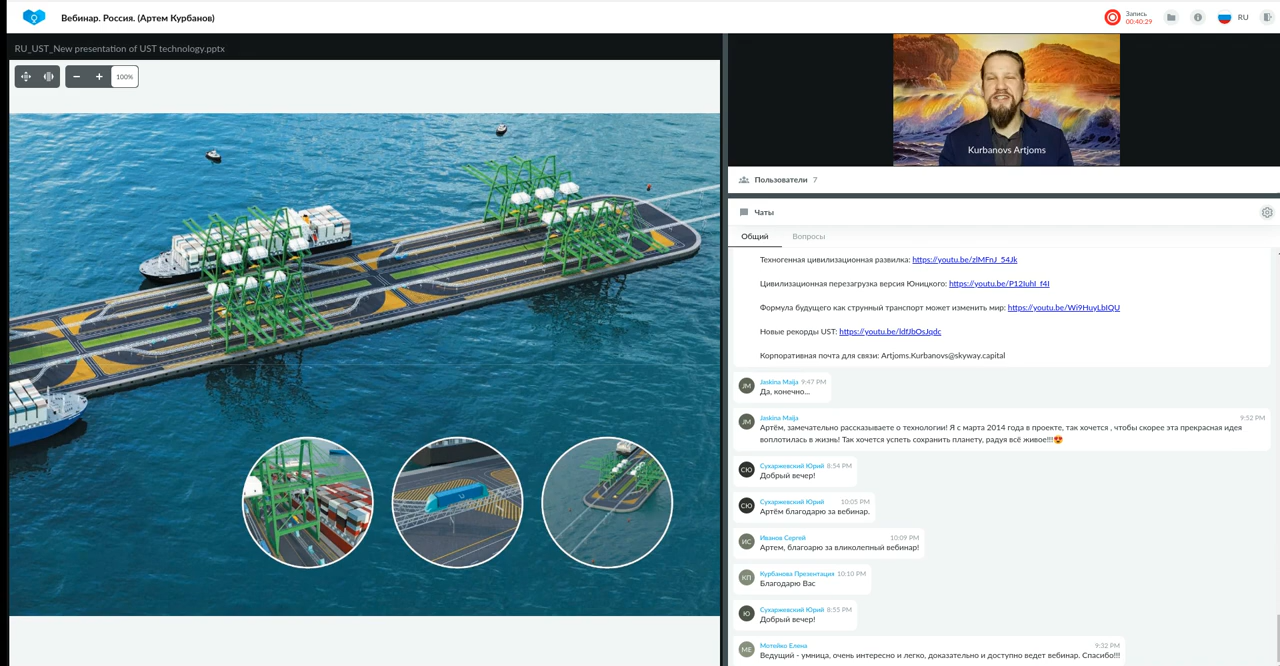 Вебинар. Россия. (Артем Курбанов)
Запись
00:40:29
RU
RU_UST_New presentation of UST technology.pptx
100%
Kurbanovs Artjoms
Пользователи 7
Чаты
Общий Вопросы
Техногенная цивилизационная развилка: https://youtu.be/zlMFnJ_54Jk
Цивилизационная перезагрузка версия Юницкого: https://youtu.be/P12IuhI_f4I
Формула будущего как струнный транспорт может изменить мир: https://youtu.be/Wi9HuyLbIQU
Новые рекорды UST: https://youtu.be/ldfJbOsJqdc
Корпоративная почта для связи: Artjoms.Kurbanovs@skyway.capital
JM
Jaskina Maija 9:47 PM
Да, конечно...
JM
Jaskina Maija 9:52 PM
Артём, замечательно рассказываете о технологии! Я с марта 2014 года в проекте, так хочется , чтобы скорее эта прекрасная идея
воплотилась в жизнь! Так хочется успеть сохранить планету, радуя всё живое!!!😍
СЮ
Сухаржевский Юрий 8:54 PM
Добрый вечер!
СЮ
Сухаржевский Юрий 10:05 PM
Артём благодарю за вебинар.
ИС
Иванов Сергей 10:09 PM
Артем, благоарю за вликолепный вебинар!
КП
Курбанова Презентация 10:10 PM
Благодарю Вас
Ю
Сухаржевский Юрий 8:55 PM
Добрый вечер!
МЕ
Мотейко Елена 9:32 PM
Ведущий - умница, очень интересно и легко, доказательно и доступно ведет вебинар. Спасибо!!!